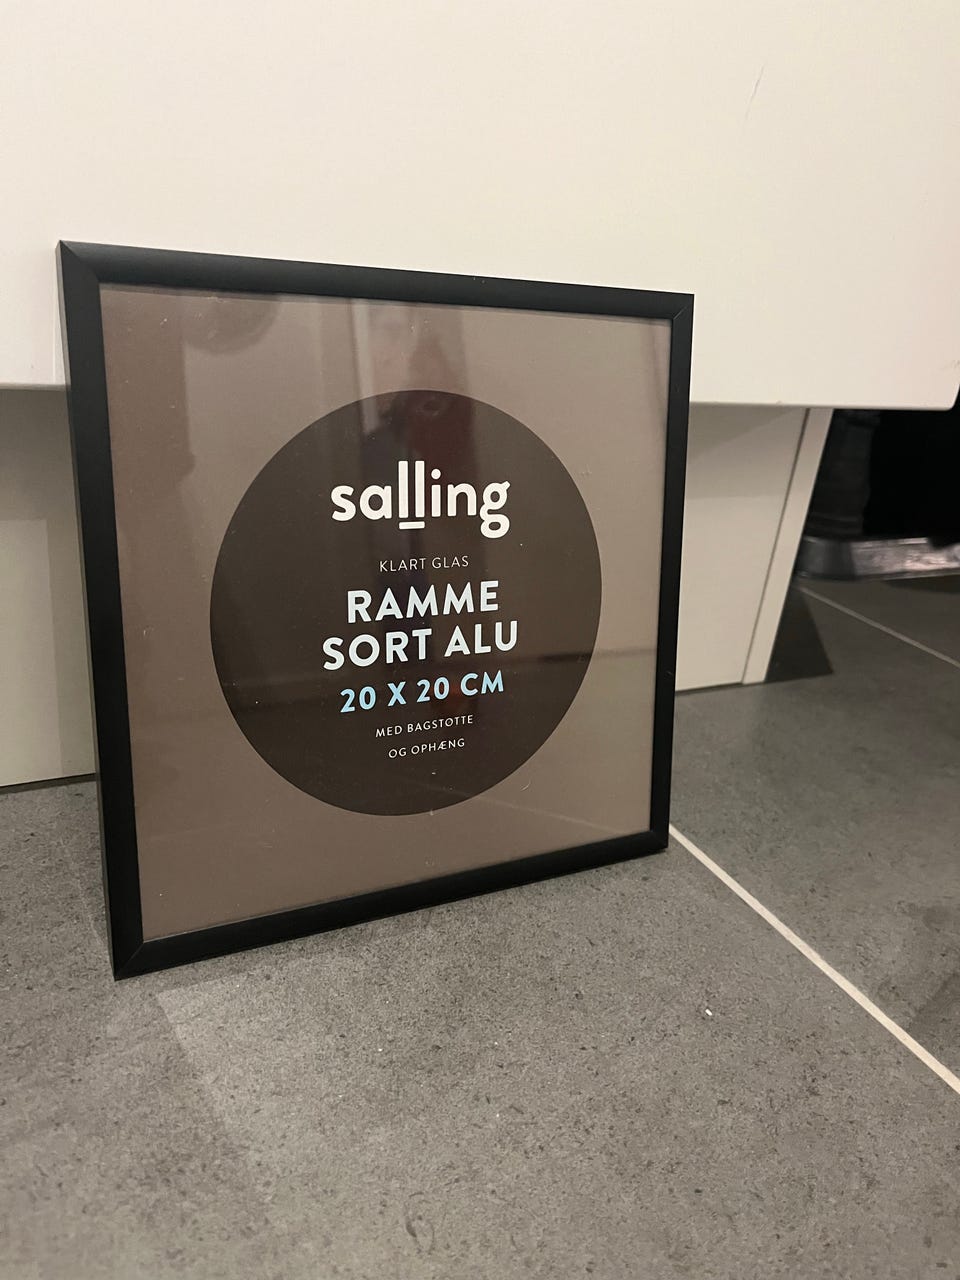 salling
KLART GLAS
RAMME
SORT ALU
20 X 20 CM
MED BAGSTØTTE
OG OPHÆNG